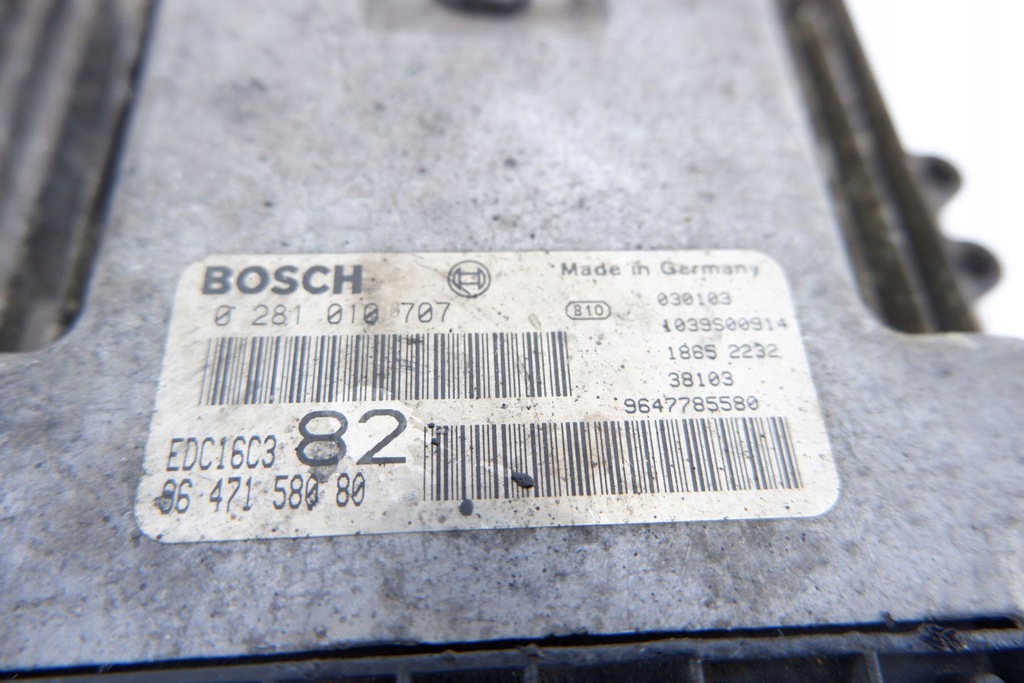 BOSCH
Made in Germany
0 281 010 707
810
030103
1039S00914
1865 2232
38103
9647785580
EDC16C3 82
96 471 580 80